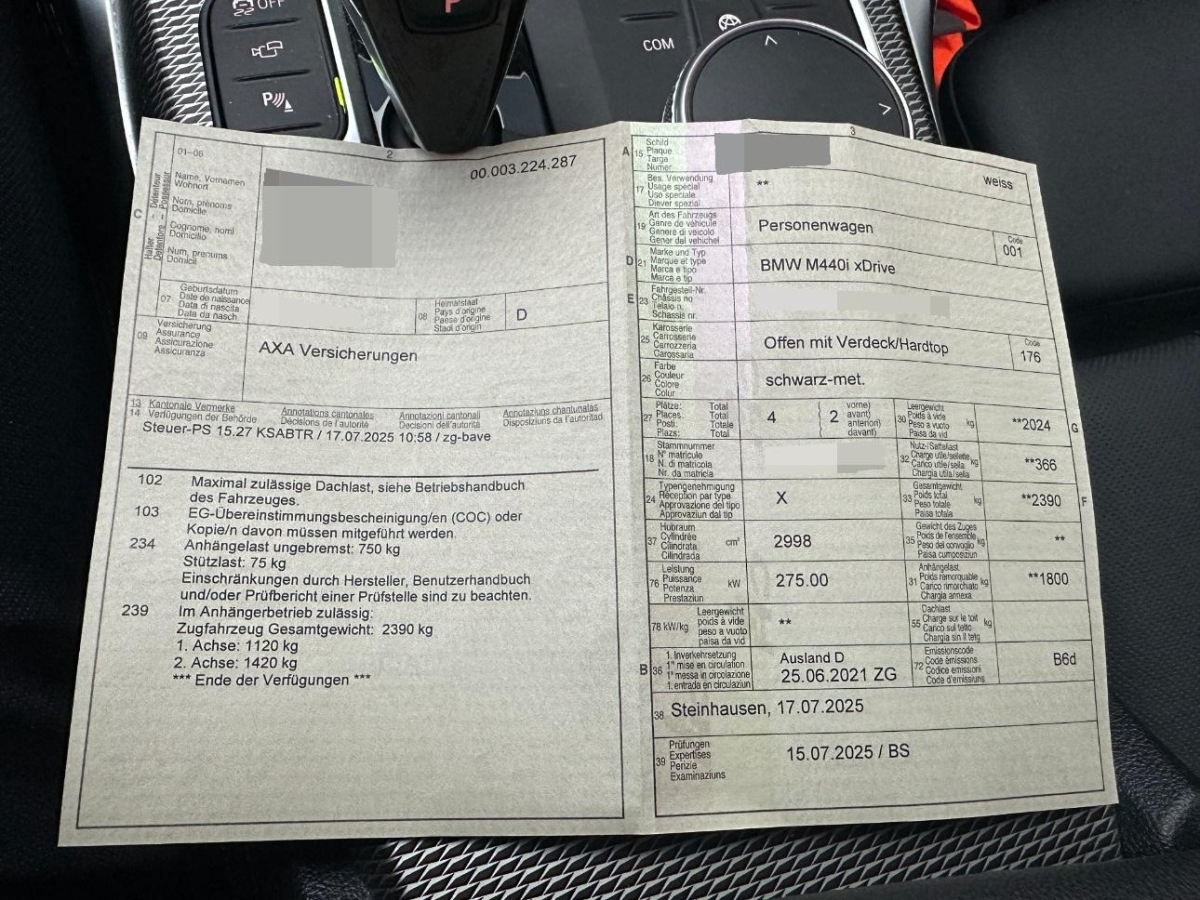 OFF
P
COM
P
2
3
01–06
00.003.224.287
C
Halter – Détenteur
Detentore – Possessur
Name, Vornamen
Wohnort
Nom, prénoms
Domicile
Cognome, nomi
Domicilio
Num, prenums
Domicil
07
Geburtsdatum
Date de naissance
Data di nascita
Data da nasch.
08
Heimatstaat
Pays d'origine
Paese d'origine
Stadi d'origin
D
09
Versicherung
Assurance
Assicurazione
Assicuranza
AXA Versicherungen
13 Kantonale Vermerke
14 Verfügungen der Behörde
Annotations cantonales
Décisions de l'autorité
Annotazioni cantonali
Decisioni dell'autorità
Annotaziuns chantunalas
Disposiziuns da l'autoritad
Steuer-PS 15.27 KSABTR / 17.07.2025 10:58 / zg-bave
102 Maximal zulässige Dachlast, siehe Betriebshandbuch
des Fahrzeuges.
103 EG-Übereinstimmungsbescheinigung/en (COC) oder
Kopie/n davon müssen mitgeführt werden.
234 Anhängelast ungebremst: 750 kg
Stützlast: 75 kg
Einschränkungen durch Hersteller, Benutzerhandbuch
und/oder Prüfbericht einer Prüfstelle sind zu beachten.
239 Im Anhängerbetrieb zulässig:
Zugfahrzeug Gesamtgewicht: 2390 kg
1. Achse: 1120 kg
2. Achse: 1420 kg
*** Ende der Verfügungen ***
A
15
Schild
Plaque
Targa
Numer
weiss
17
Bes. Verwendung
Usage spécial
Uso speciale
Diever spezial
**
19
Art des Fahrzeugs
Genre de véhicule
Genere di veicolo
Gener del vehichel
Personenwagen
Code
001
D
21
Marke und Typ
Marque et type
Marca e tipo
Marca e tip
BMW M440i xDrive
E
23
Fahrgestell-Nr.
Châssis no
Telaio n.
Schassis nr.
25
Karosserie
Carrosserie
Carrozzeria
Carossaria
Offen mit Verdeck/Hardtop
Code
176
26
Farbe
Couleur
Colore
Colur
schwarz-met.
27
Plätze: Total
Places: Total
Posti: Totale
Plazs: Total
4
2
vorne)
avant)
anteriori)
davant)
30
Leergewicht
Poids à vide
Peso a vuoto
Paisa da vid
kg
**2024
G
18
Stammnummer
N° matricule
N. di matricola
Nr. da matricla
32
Nutz-/Sattellast
Charge utile/sellette
Carico utile/sella
Chargia utila/sella
kg
**366
24
Typengenehmigung
Réception par type
Approvazione del tipo
Approvaziun dal tip
X
33
Gesamtgewicht
Poids total
Peso totale
Paisa totala
kg
**2390
F
37
Hubraum
Cylindrée
Cilindrata
Cilindrada
cm³
2998
35
Gewicht des Zuges
Poids de l'ensemble
Peso del convoglio
Paisa cumposiziun
kg
**
76
Leistung
Puissance
Potenza
Prestaziun
kW
275.00
31
Anhängelast
Poids remorquable
Carico rimorchiato
Chargia annexa
kg
**1800
78 kW/kg
Leergewicht
poids à vide
peso a vuoto
paisa da vid
**
55
Dachlast
Charge sur le toit
Carico sul tetto
Chargia sin il tetg
kg
B
36
1. Inverkehrsetzung
1re mise en circulation
1a messa in circolazione
1. entrada en circulaziun
Ausland D
25.06.2021 ZG
72
Emissionscode
Code émissions
Codice emissioni
Code d'emissiuns
B6d
38 Steinhausen, 17.07.2025
39
Prüfungen
Expertises
Perizie
Examinaziuns
15.07.2025 / BS